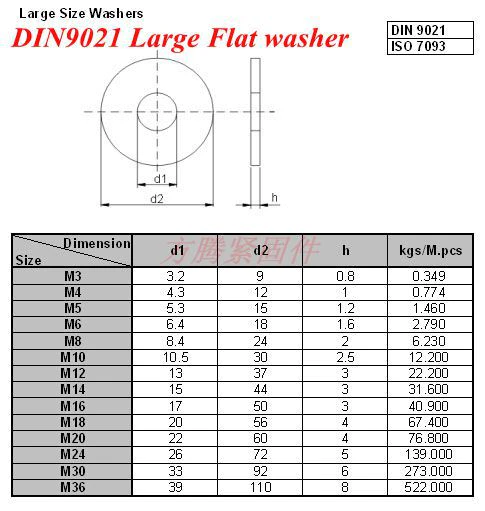 Large Size Washers
DIN9021 Large Flat washer
DIN 9021
ISO 7093
d1
d2
h
Dimension
Size
d1 d2 h kgs/M.pcs
方腾紧固件
M3 3.2 9 0.8 0.349
M4 4.3 12 1 0.774
M5 5.3 15 1.2 1.460
M6 6.4 18 1.6 2.790
M8 8.4 24 2 6.230
M10 10.5 30 2.5 12.200
M12 13 37 3 22.200
M14 15 44 3 31.600
M16 17 50 3 40.900
M18 20 56 4 67.400
M20 22 60 4 76.800
M24 26 72 5 139.000
M30 33 92 6 273.000
M36 39 110 8 522.000